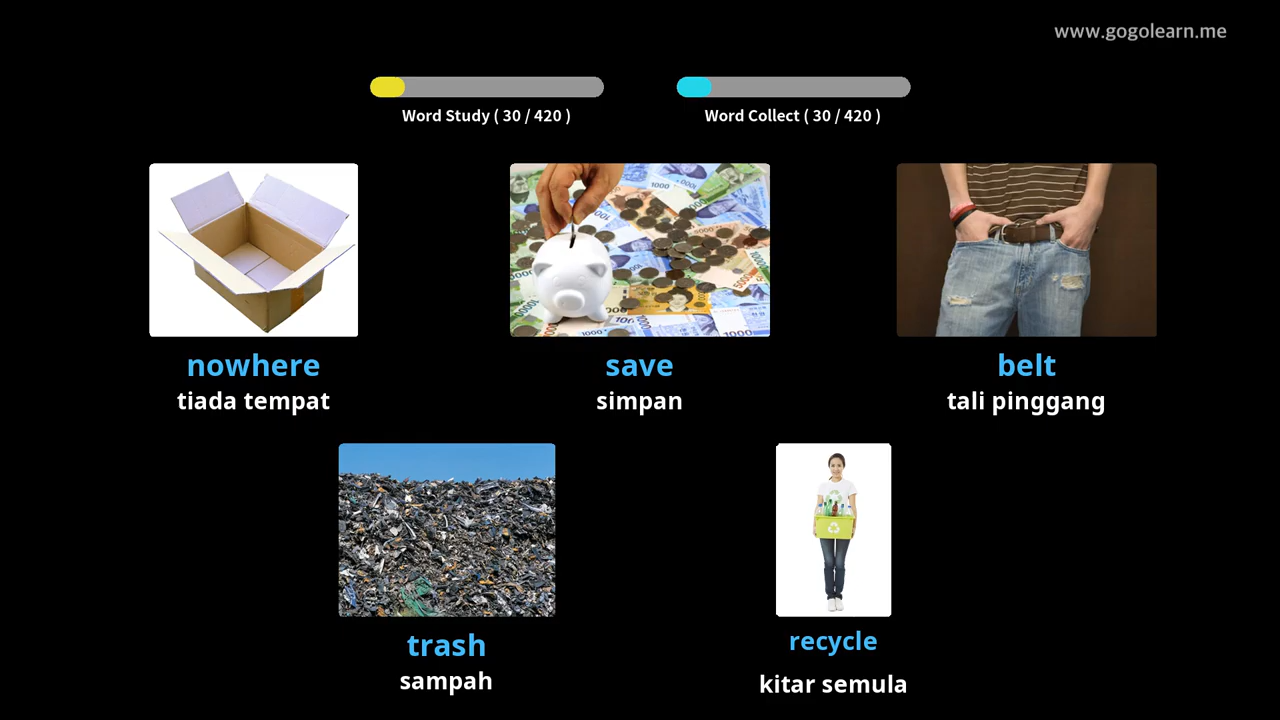 www.gogolearn.me
Word Study ( 30 / 420 )
Word Collect ( 30 / 420 )
nowhere
tiada tempat
save
simpan
belt
tali pinggang
trash
sampah
recycle
kitar semula